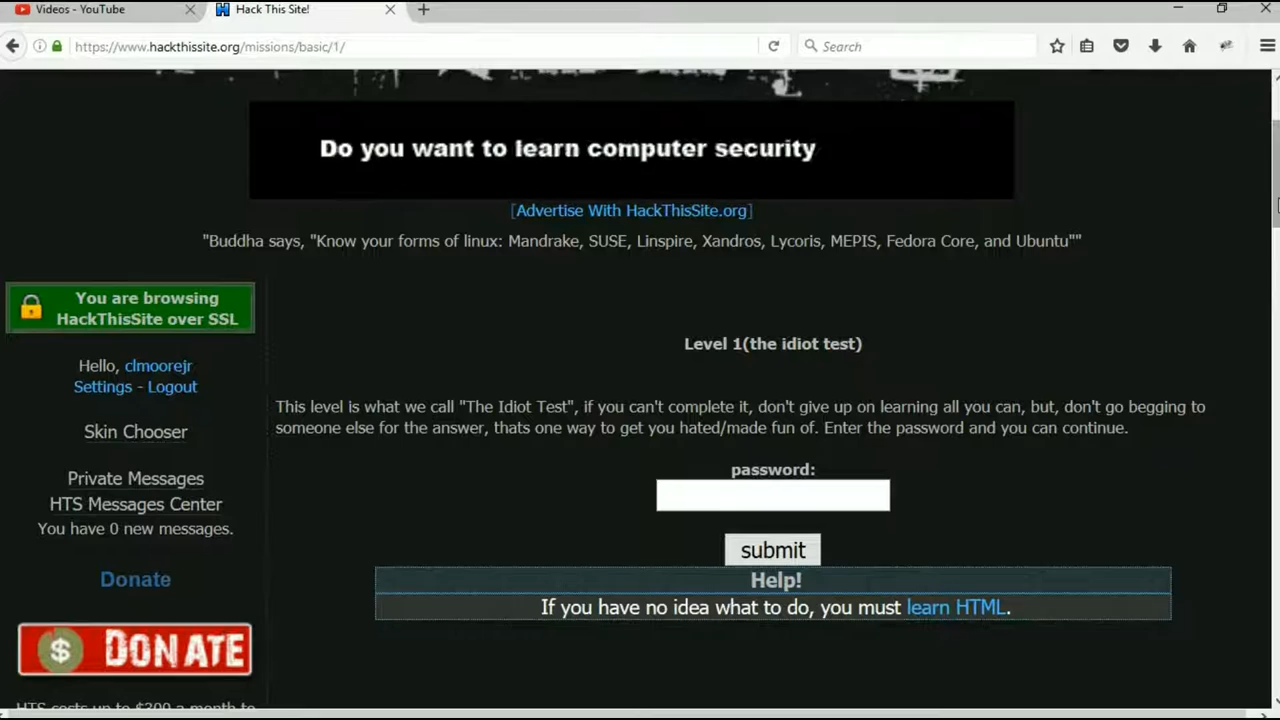 Videos - YouTube
Hack This Site!
https://www.hackthissite.org/missions/basic/1/
Search
Do you want to learn computer security
[Advertise With HackThisSite.org]
"Buddha says, "Know your forms of linux: Mandrake, SUSE, Linspire, Xandros, Lycoris, MEPIS, Fedora Core, and Ubuntu""
You are browsing
HackThisSite over SSL
Hello, clmoorejr
Settings - Logout
Skin Chooser
Private Messages
HTS Messages Center
You have 0 new messages.
Donate
$ DONATE
HTS costs up to $300 a month to
Level 1(the idiot test)
This level is what we call "The Idiot Test", if you can't complete it, don't give up on learning all you can, but, don't go begging to
someone else for the answer, thats one way to get you hated/made fun of. Enter the password and you can continue.
password:
submit
Help!
If you have no idea what to do, you must learn HTML.